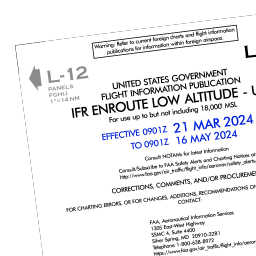 Warning: Refer to current foreign charts and flight information
publications for information within foreign airspace.
L-12
PANELS
FGHIJ
1"=14 NM
UNITED STATES GOVERNMENT
FLIGHT INFORMATION PUBLICATION
IFR ENROUTE LOW ALTITUDE - U
For use up to but not including 18,000' MSL
EFFECTIVE 0901Z 21 MAR 2024
TO 0901Z 16 MAY 2024
Consult NOTAMs for latest information
Consult/Subscribe to FAA Safety Alerts and Charting Notices at
http://www.faa.gov/air_traffic/flight_info/aeronav/safety_alerts
CORRECTIONS, COMMENTS, AND/OR PROCUREMENT
FOR CHARTING ERRORS, OR FOR CHANGES, ADDITIONS, RECOMMENDATIONS ON
CONTACT:
FAA, Aeronautical Information Services
1305 East-West Highway
SSMC 4, Suite 4400
Silver Spring, MD 20910-3281
Telephone 1-800-638-8972
https://www.faa.gov/air_traffic/flight_info/aeronav